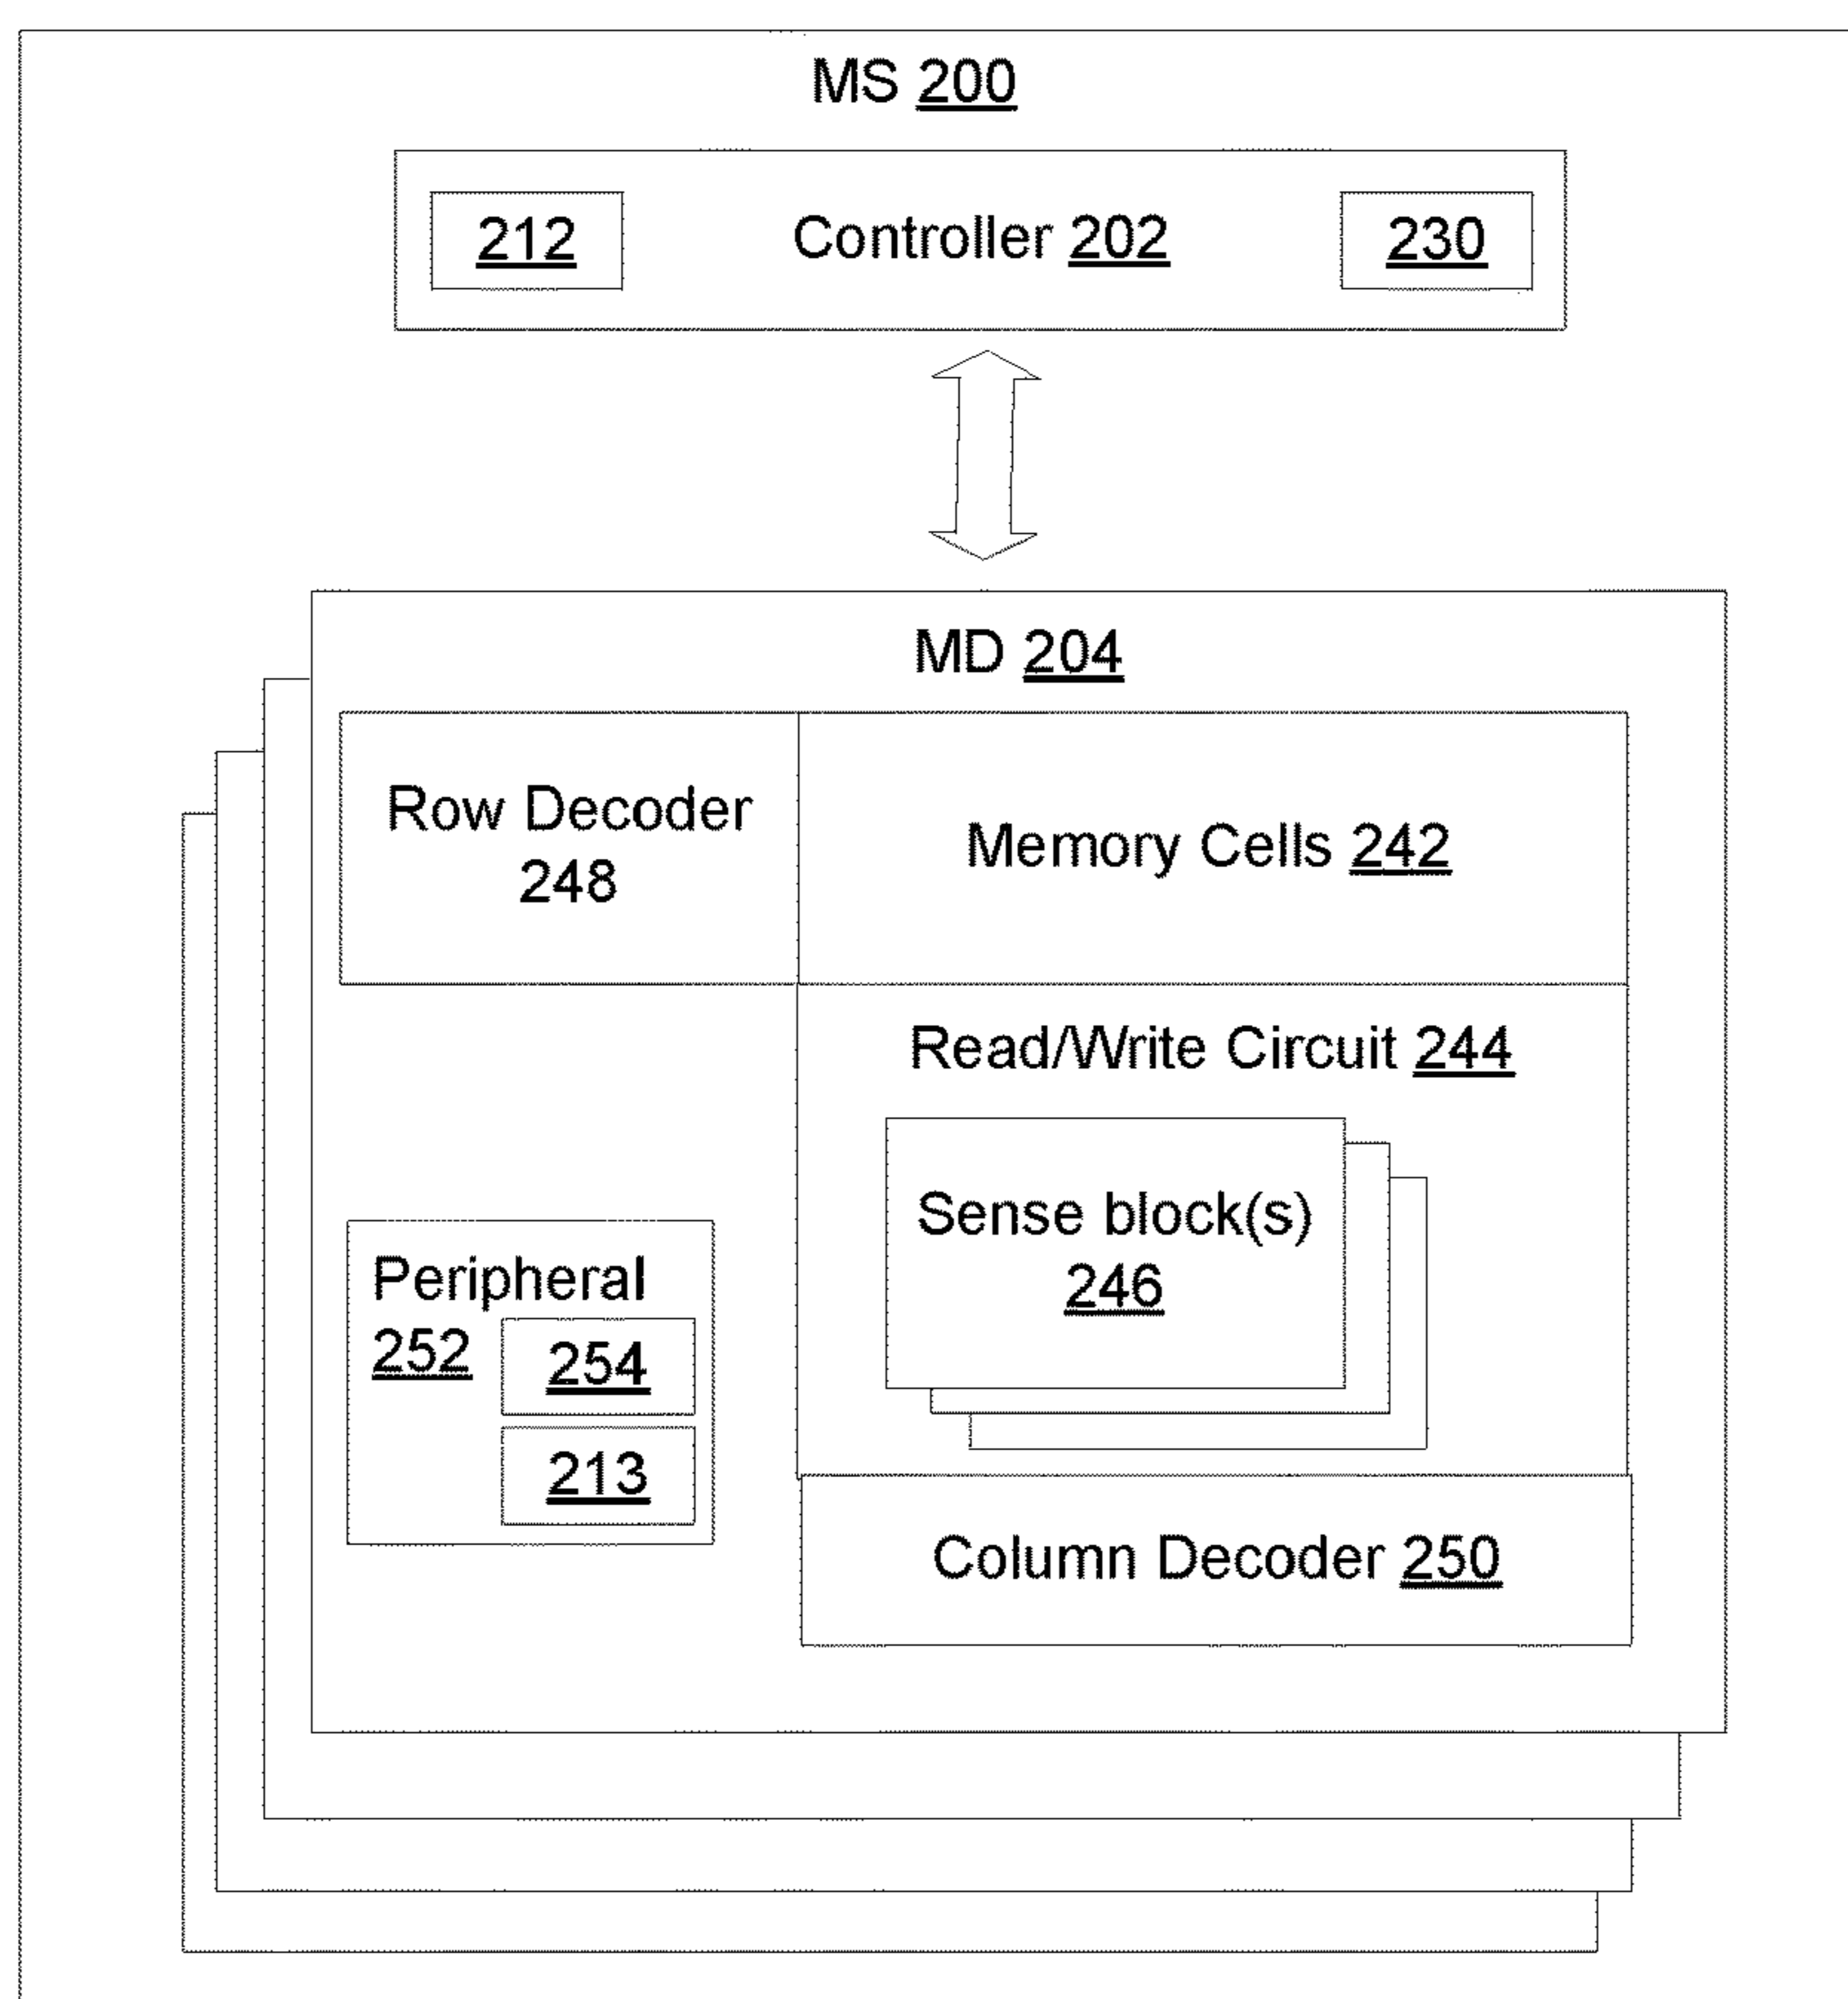 MS 200
212
Controller 202
230
MD 204
Row Decoder
248
Memory Cells 242
Read/Write Circuit 244
Sense block(s)
246
Peripheral
252
254
213
Column Decoder 250